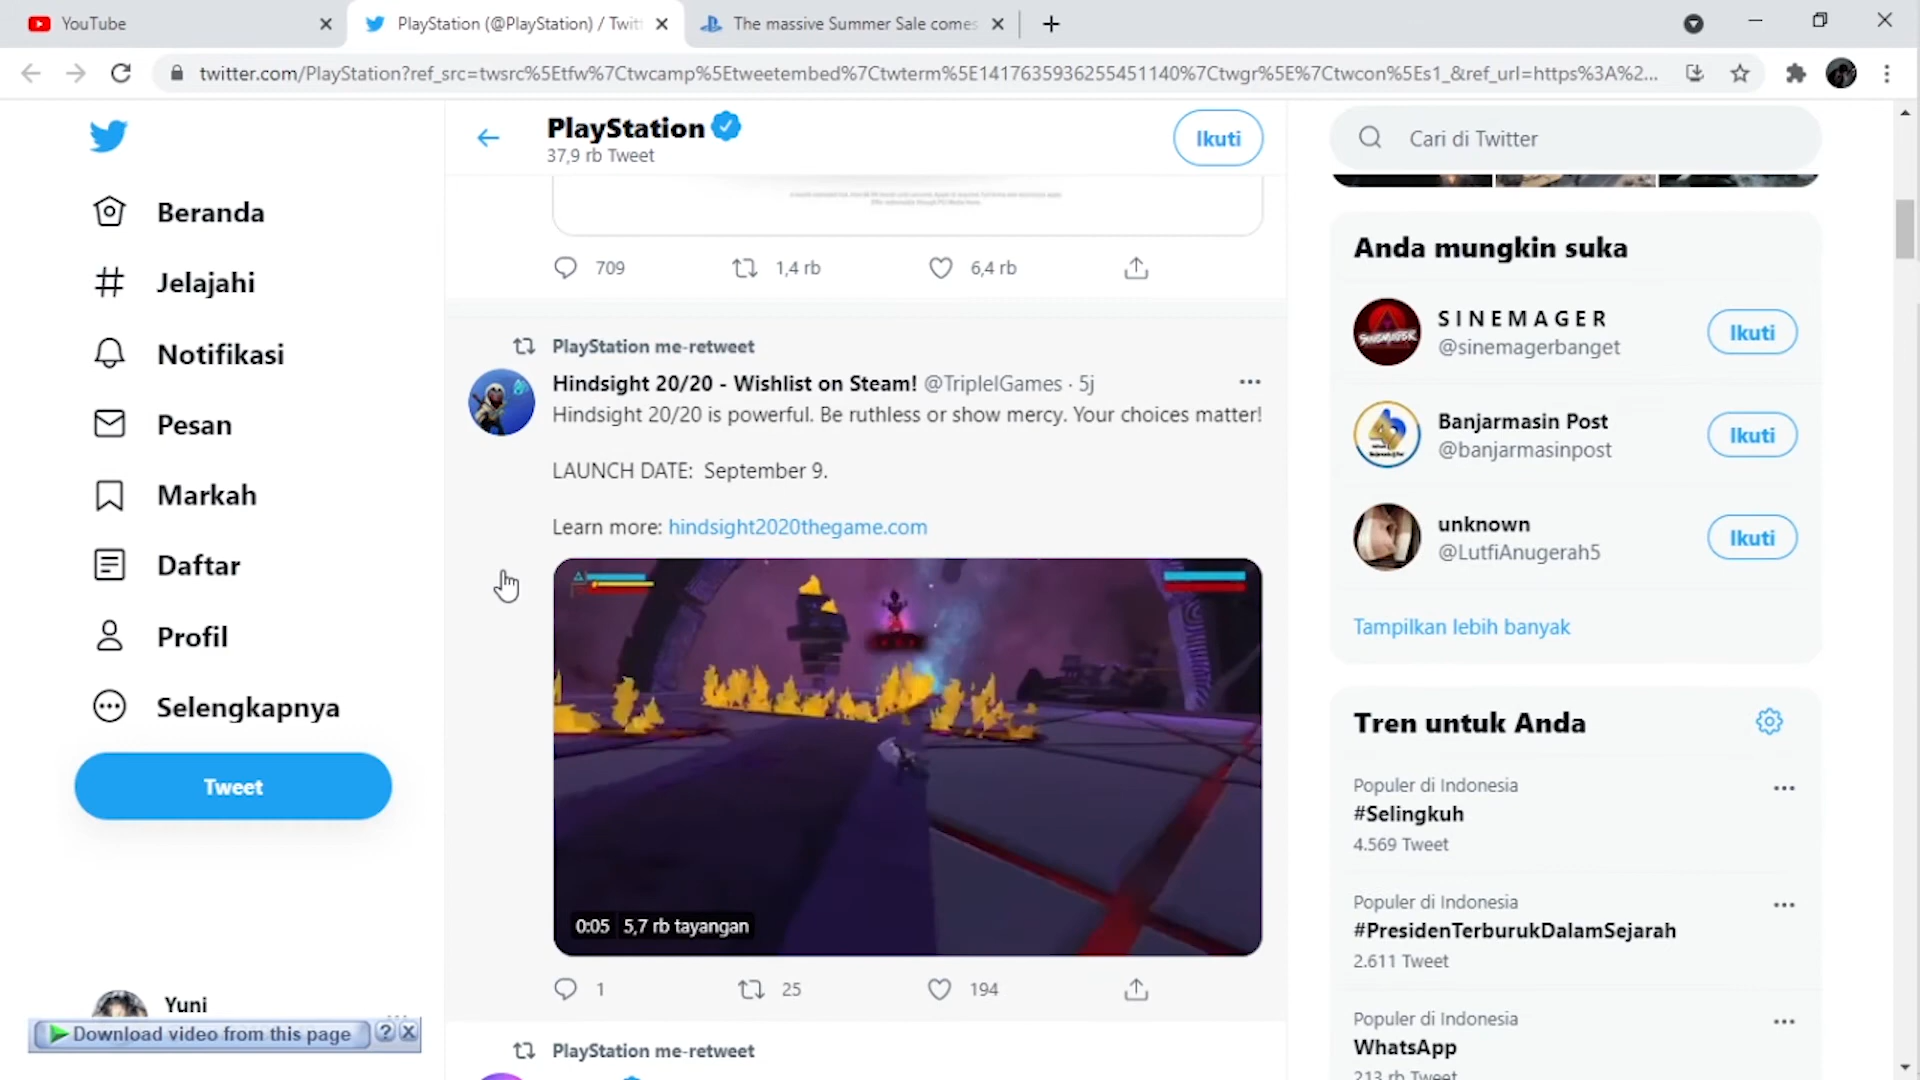 YouTube
PlayStation (@PlayStation) / Twit
The massive Summer Sale comes
twitter.com/PlayStation?ref_src=twsrc%5Etfw%7Ctwcamp%5Etweetembed%7Ctwterm%5E1417635936255451140%7Ctwgr%5E%7Ctwcon%5Es1_&ref_url=https%3A%2...
PlayStation
37,9 rb Tweet
Ikuti
Cari di Twitter
Beranda
Jelajahi
Notifikasi
Pesan
Markah
Daftar
Profil
Selengkapnya
Tweet
Yuni
Download video from this page
709
1,4 rb
6,4 rb
PlayStation me-retweet
Hindsight 20/20 - Wishlist on Steam! @TriplelGames · 5j
Hindsight 20/20 is powerful. Be ruthless or show mercy. Your choices matter!
LAUNCH DATE: September 9.
Learn more: hindsight2020thegame.com
0:05
5,7 rb tayangan
1
25
194
PlayStation me-retweet
Anda mungkin suka
S I N E M A G E R
@sinemagerbanget
Ikuti
Banjarmasin Post
@banjarmasinpost
Ikuti
unknown
@LutfiAnugerah5
Ikuti
Tampilkan lebih banyak
Tren untuk Anda
Populer di Indonesia
#Selingkuh
4.569 Tweet
Populer di Indonesia
#PresidenTerburukDalamSejarah
2.611 Tweet
Populer di Indonesia
WhatsApp
213 rb Tweet